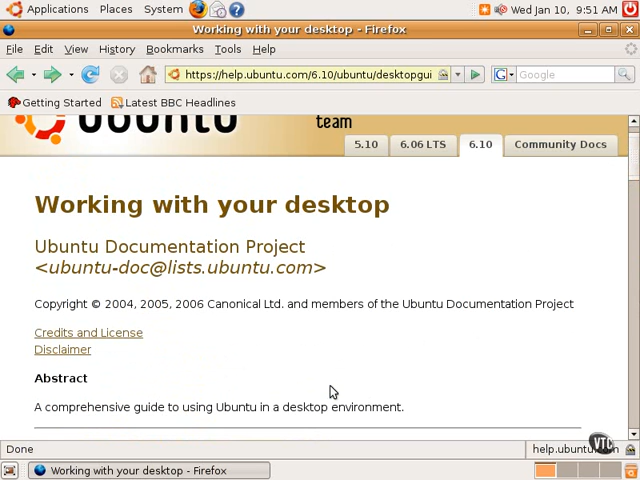 Applications Places System Wed Jan 10, 9:51 AM
Working with your desktop - Firefox
File Edit View History Bookmarks Tools Help
https://help.ubuntu.com/6.10/ubuntu/desktopgui G Google
Getting Started Latest BBC Headlines
ubuntu team
5.10 6.06 LTS 6.10 Community Docs
Working with your desktop
Ubuntu Documentation Project
<ubuntu-doc@lists.ubuntu.com>
Copyright © 2004, 2005, 2006 Canonical Ltd. and members of the Ubuntu Documentation Project
Credits and License
Disclaimer
Abstract
A comprehensive guide to using Ubuntu in a desktop environment.
Done help.ubuntu.com VTC
Working with your desktop - Firefox